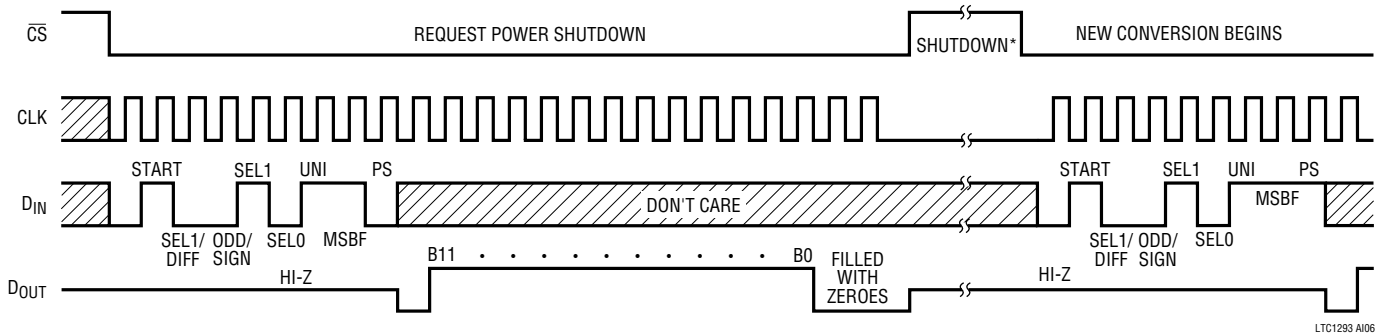 CS
REQUEST POWER SHUTDOWN
SHUTDOWN*
NEW CONVERSION BEGINS
CLK
START
SEL1
UNI
PS
START
SEL1
UNI
PS
DIN
DON'T CARE
MSBF
SEL1/
DIFF
ODD/
SIGN
SEL0
MSBF
SEL1/
DIFF
ODD/
SIGN
SEL0
B11
B0
FILLED
WITH
ZEROES
HI-Z
HI-Z
DOUT
LTC1293 AI06